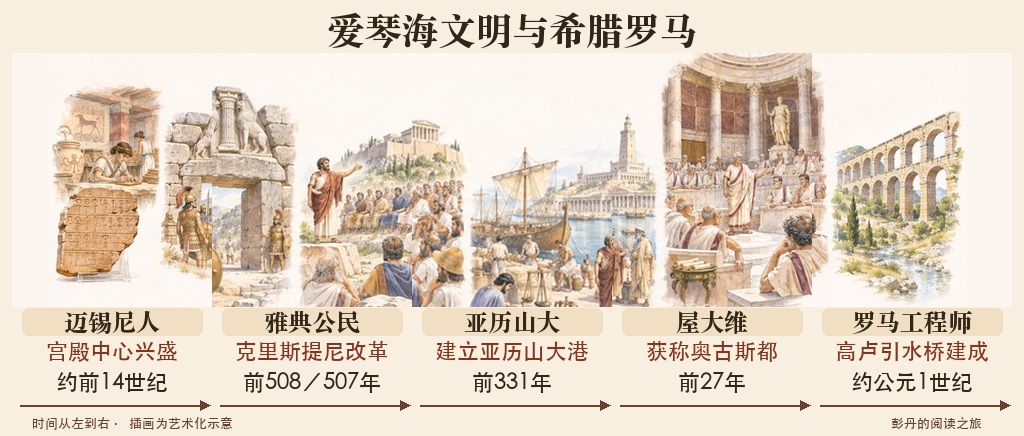 爱琴海文明与希腊罗马
迈锡尼人
宫殿中心兴盛
约前14世纪
雅典公民
克里斯提尼改革
前508／507年
亚历山大
建立亚历山大港
前331年
屋大维
获称奥古斯都
前27年
罗马工程师
高卢引水桥建成
约公元1世纪
时间从左到右· 插画为艺术化示意
彭丹的阅读之旅